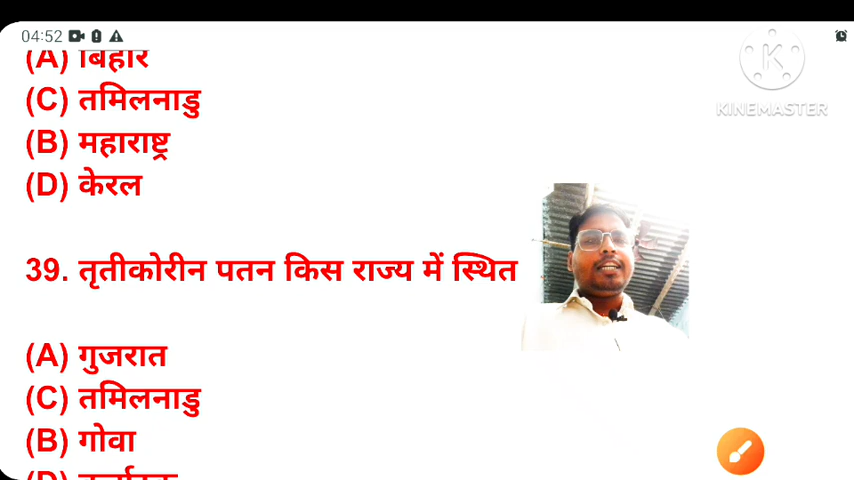 04:52
(A) बिहार
(C) तमिलनाडु
(B) महाराष्ट्र
(D) केरल
39. तृतीकोरीन पतन किस राज्य में स्थित
(A) गुजरात
(C) तमिलनाडु
(B) गोवा
(D)
K
KINEMASTER